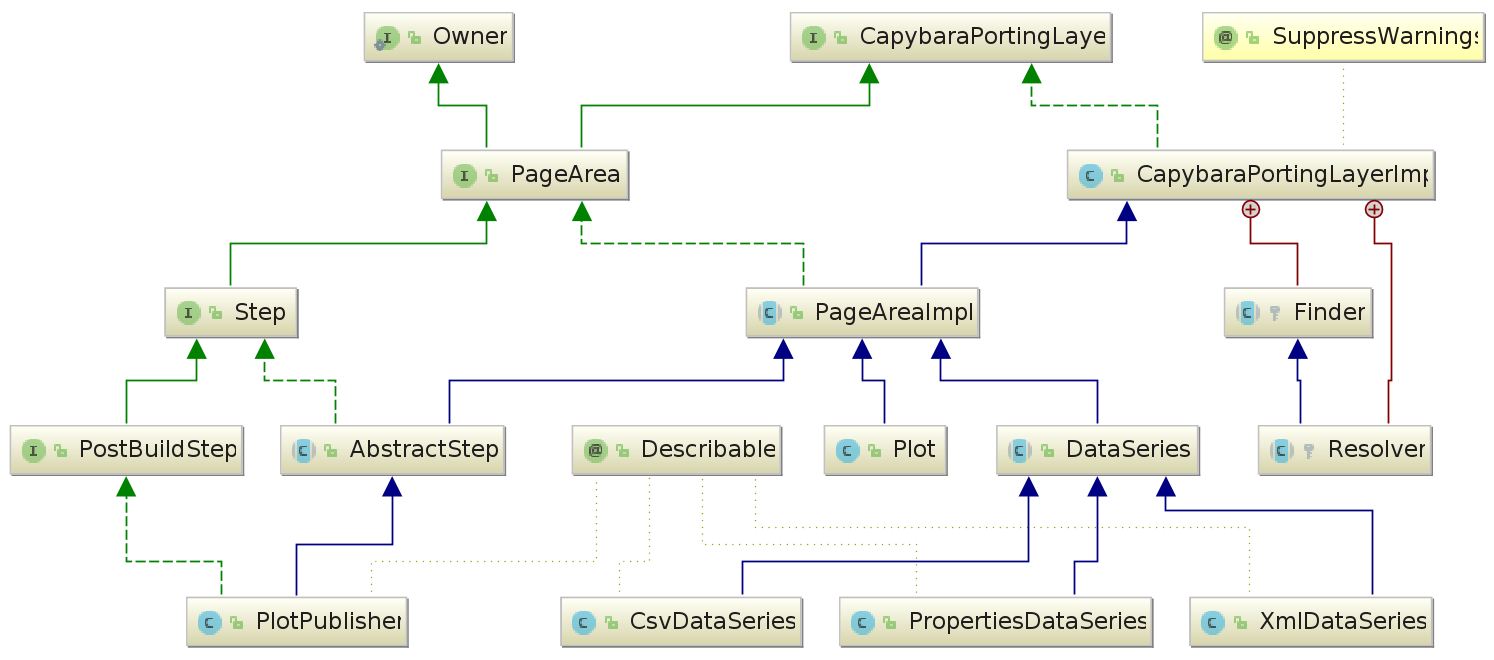 Owner
CapybaraPortingLaye
SuppressWarnings
PageArea
CapybaraPortingLayerImp
Step
PageAreaImpl
Finder
PostBuildStep
AbstractStep
Describable
Plot
DataSeries
Resolver
PlotPublisher
CsvDataSeries
PropertiesDataSeries
XmlDataSeries